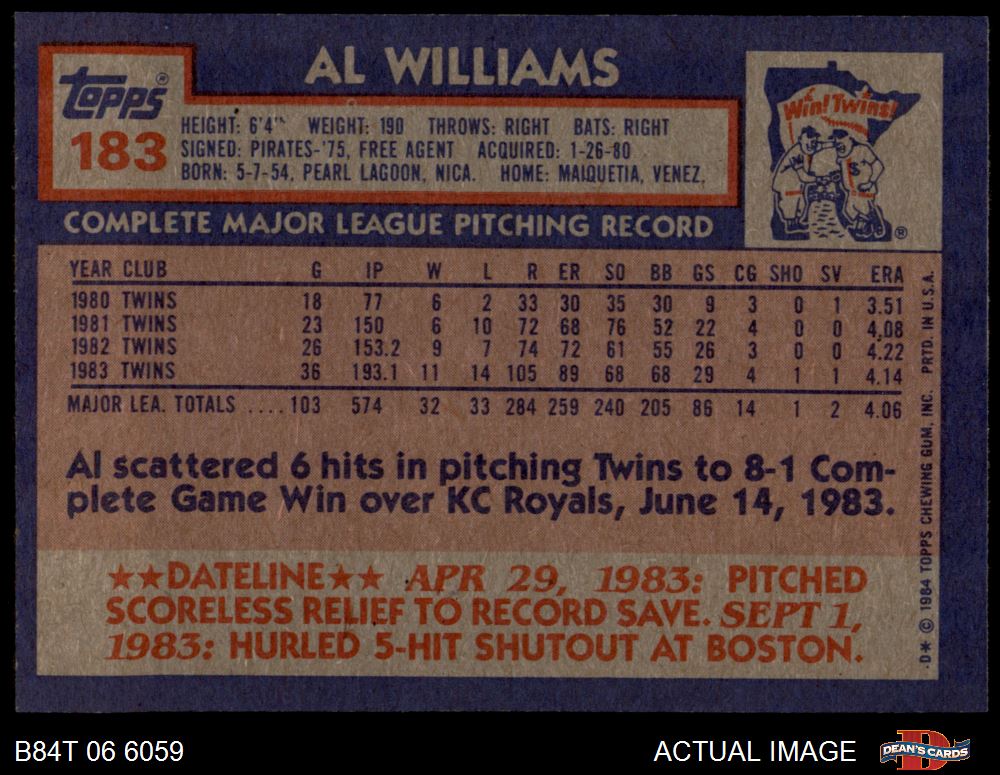 AL WILLIAMS
Topps®
183
HEIGHT: 6'4" WEIGHT: 190 THROWS: RIGHT BATS: RIGHT
SIGNED: PIRATES-'75, FREE AGENT ACQUIRED: 1-26-80
BORN: 5-7-54, PEARL LAGOON, NICA. HOME: MAIQUETIA, VENEZ.
Win! Twins!
M S
®
COMPLETE MAJOR LEAGUE PITCHING RECORD
YEAR CLUB G IP W L R ER SO BB GS CG SHO SV ERA
1980 TWINS 18 77 6 2 33 30 35 30 9 3 0 1 3.51
1981 TWINS 23 150 6 10 72 68 76 52 22 4 0 0 4.08
1982 TWINS 26 153.2 9 7 74 72 61 55 26 3 0 0 4.22
1983 TWINS 36 193.1 11 14 105 89 68 68 29 4 1 1 4.14
MAJOR LEA. TOTALS .... 103 574 32 33 284 259 240 205 86 14 1 2 4.06
Al scattered 6 hits in pitching Twins to 8-1 Com-
plete Game Win over KC Royals, June 14, 1983.
★★DATELINE★★ APR 29, 1983: PITCHED
SCORELESS RELIEF TO RECORD SAVE. SEPT 1,
1983: HURLED 5-HIT SHUTOUT AT BOSTON.
D* © 1984 TOPPS CHEWING GUM, INC. PRTD. IN U.S.A.
B84T 06 6059
ACTUAL IMAGE
DEAN'S CARDS